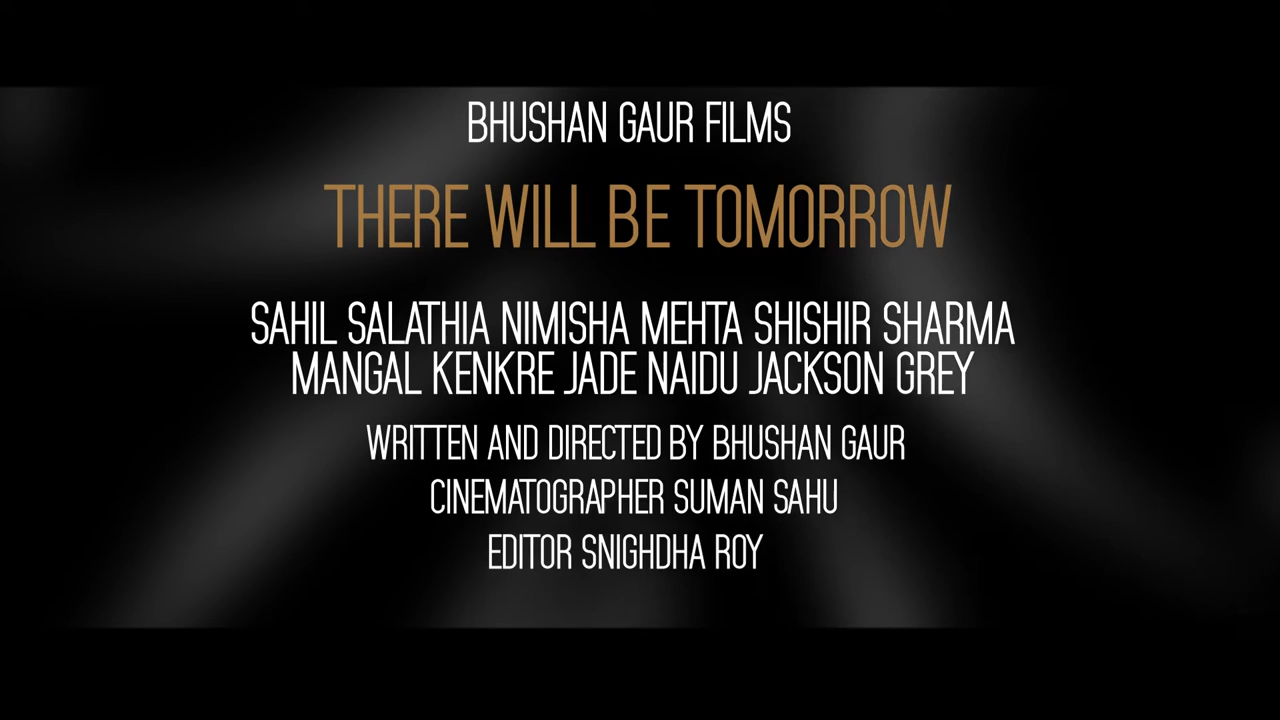 BHUSHAN GAUR FILMS
THERE WILL BE TOMORROW
SAHIL SALATHIA NIMISHA MEHTA SHISHIR SHARMA
MANGAL KENKRE JADE NAIDU JACKSON GREY
WRITTEN AND DIRECTED BY BHUSHAN GAUR
CINEMATOGRAPHER SUMAN SAHU
EDITOR SNIGHDHA ROY